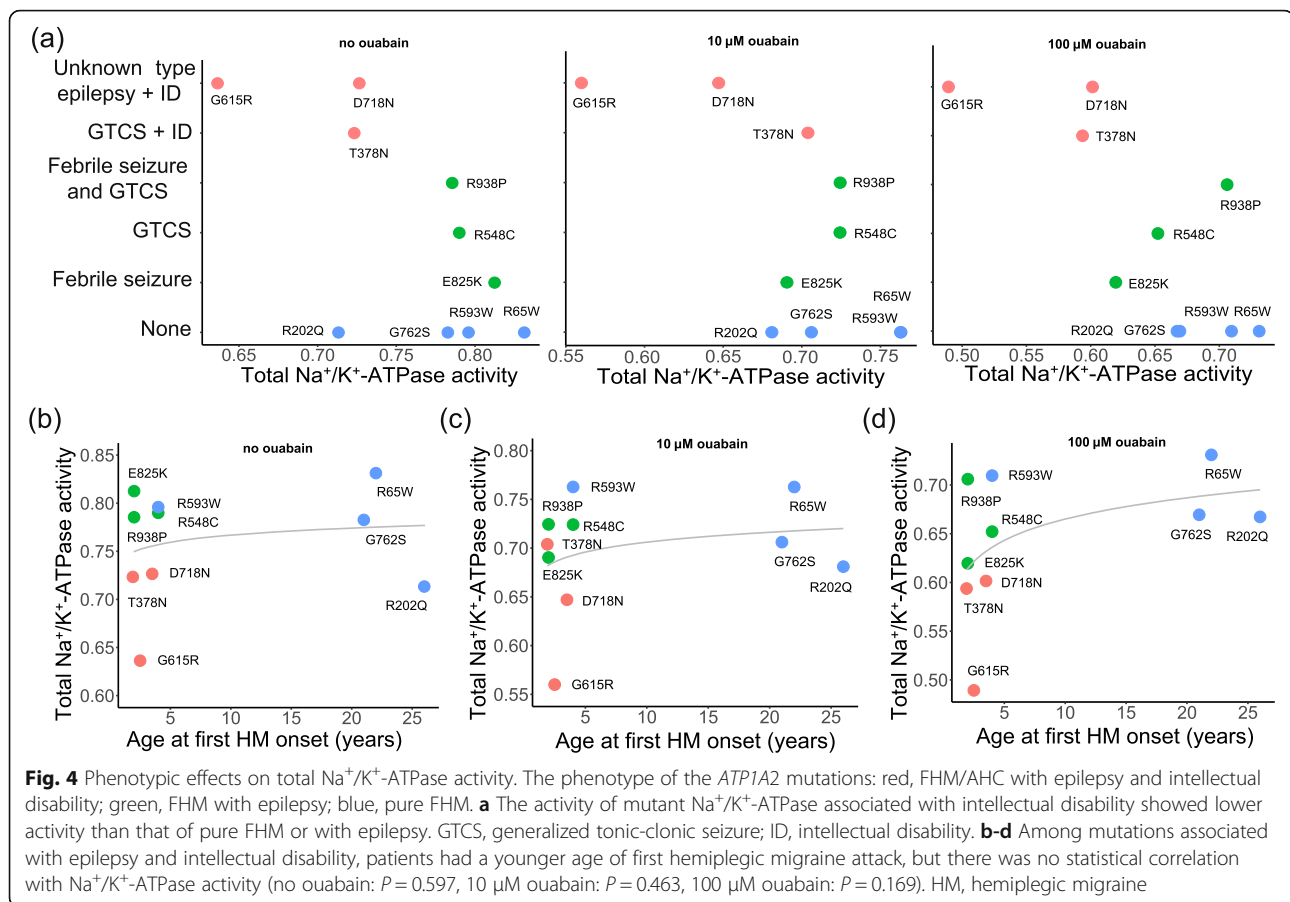 (a)
no ouabain
10 µM ouabain
100 µM ouabain
Unknown type
epilepsy + ID
GTCS + ID
Febrile seizure
and GTCS
GTCS
Febrile seizure
None
G615R
D718N
T378N
R938P
R548C
E825K
R593W
R65W
R202Q
G762S
0.65
0.70
0.75
0.80
Total Na⁺/K⁺-ATPase activity
G615R
D718N
T378N
R938P
R548C
E825K
R65W
G762S
R593W
R202Q
0.55
0.60
0.65
0.70
0.75
Total Na⁺/K⁺-ATPase activity
G615R
D718N
T378N
R938P
R548C
E825K
R593W
R65W
R202Q
G762S
0.50
0.55
0.60
0.65
0.70
Total Na⁺/K⁺-ATPase activity
(b)
no ouabain
Total Na⁺/K⁺-ATPase activity
0.85
0.80
0.75
0.70
0.65
0.60
E825K
R593W
R548C
R938P
R65W
G762S
D718N
T378N
R202Q
G615R
5
10
15
20
25
Age at first HM onset (years)
(c)
10 µM ouabain
Total Na⁺/K⁺-ATPase activity
0.80
0.75
0.70
0.65
0.60
0.55
R593W
R938P
R548C
R65W
T378N
E825K
G762S
D718N
R202Q
G615R
5
10
15
20
25
Age at first HM onset (years)
(d)
100 µM ouabain
Total Na⁺/K⁺-ATPase activity
0.70
0.65
0.60
0.55
0.50
R593W
R65W
R938P
R548C
G762S
R202Q
E825K
D718N
T378N
G615R
5
10
15
20
25
Age at first HM onset (years)
Fig. 4 Phenotypic effects on total Na⁺/K⁺-ATPase activity. The phenotype of the ATP1A2 mutations: red, FHM/AHC with epilepsy and intellectual
disability; green, FHM with epilepsy; blue, pure FHM. a The activity of mutant Na⁺/K⁺-ATPase associated with intellectual disability showed lower
activity than that of pure FHM or with epilepsy. GTCS, generalized tonic-clonic seizure; ID, intellectual disability. b-d Among mutations associated
with epilepsy and intellectual disability, patients had a younger age of first hemiplegic migraine attack, but there was no statistical correlation
with Na⁺/K⁺-ATPase activity (no ouabain: P = 0.597, 10 µM ouabain: P = 0.463, 100 µM ouabain: P = 0.169). HM, hemiplegic migraine